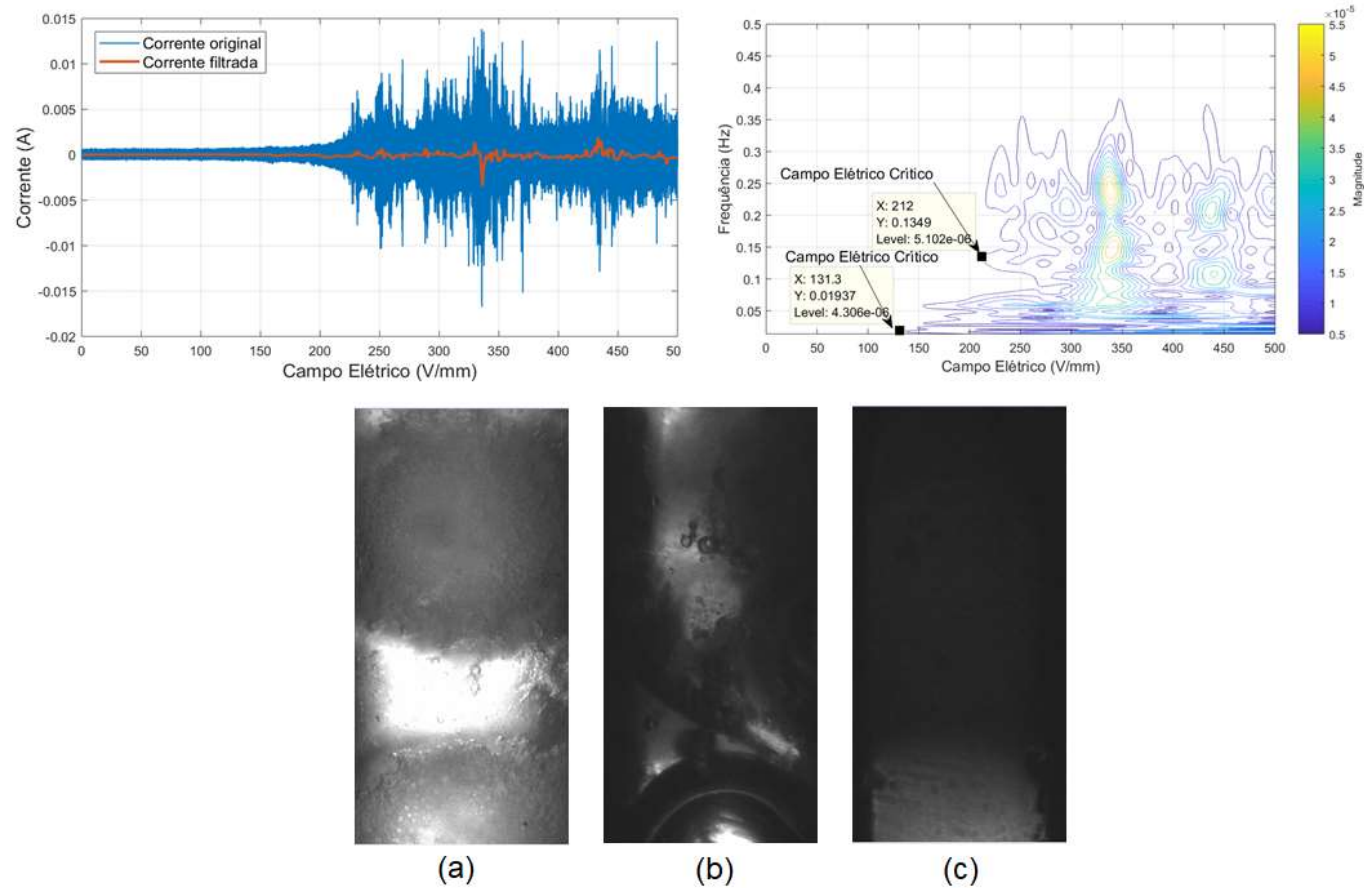 Corrente original
Corrente filtrada
Corrente (A)
0.015
0.01
0.005
0
-0.005
-0.01
-0.015
-0.02
0 50 100 150 200 250 300 350 400 450 500
Campo Elétrico (V/mm)
Frequência (Hz)
0.5
0.45
0.4
0.35
0.3
0.25
0.2
0.15
0.1
0.05
Campo Elétrico Crítico
X: 212
Y: 0.1349
Level: 5.102e-06
Campo Elétrico Crítico
X: 131.3
Y: 0.01937
Level: 4.306e-06
0 50 100 150 200 250 300 350 400 450 500
Campo Elétrico (V/mm)
×10-5
5.5
5
4.5
4
3.5
3
2.5
2
1.5
1
0.5
Magnitude
(a) (b) (c)